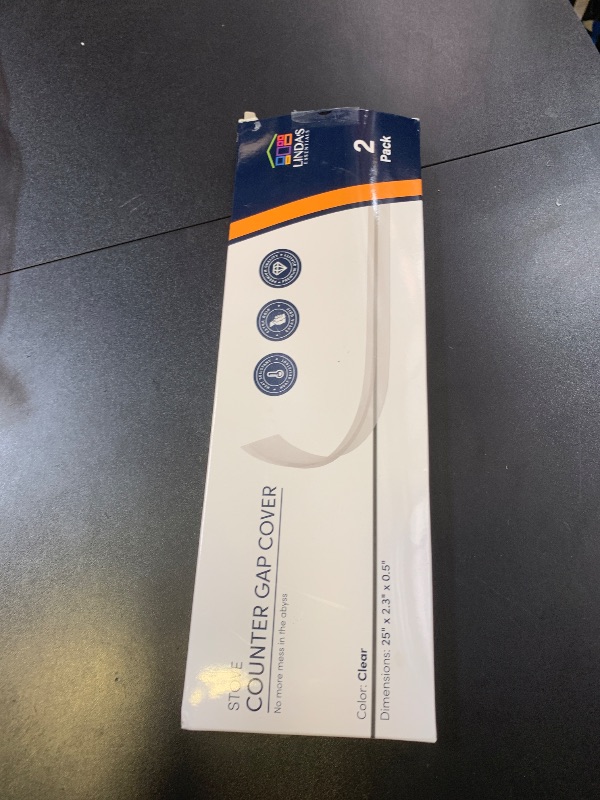 LINDA'S
ESSENTIALS
2
Pack
STOVE
COUNTER GAP COVER
No more mess in the abyss
Color: Clear
Dimensions: 25" x 2.3" x 0.5"